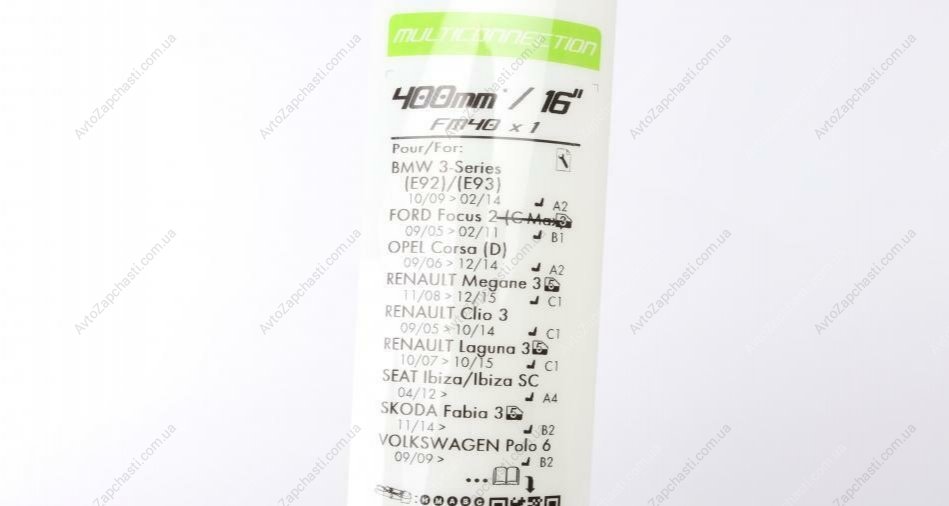 MULTICONNECTION
400mm / 16"
FM40 x 1
Pour/For:
BMW 3-Series
(E92)/(E93)
10/09 > 02/14 A2
FORD Focus 2 (C Max)
09/05 > 02/11 B1
OPEL Corsa (D)
09/06 > 12/14 A2
RENAULT Megane 3 5
11/08 > 12/15 C1
RENAULT Clio 3
09/05 > 10/14 C1
RENAULT Laguna 3 5
10/07 > 10/15 C1
SEAT Ibiza/Ibiza SC
04/12 > A4
SKODA Fabia 3 5
11/14 > B2
VOLKSWAGEN Polo 6
09/09 > B2
...
: H M A B C
AvtoZapchasti.com.ua